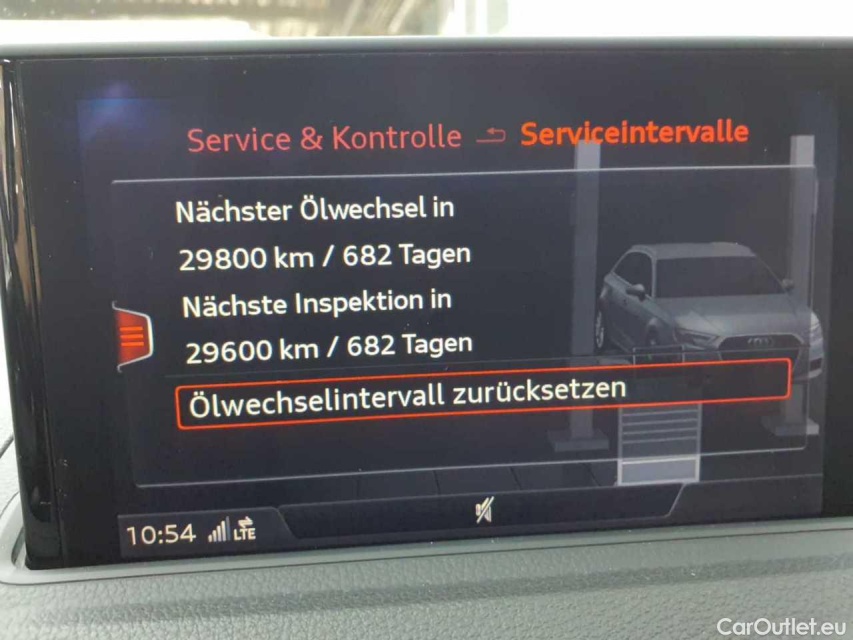 Service & Kontrolle Serviceintervalle
Nächster Ölwechsel in
29800 km / 682 Tagen
Nächste Inspektion in
29600 km / 682 Tagen
Ölwechselintervall zurücksetzen
10:54 LTE
CarOutlet.eu